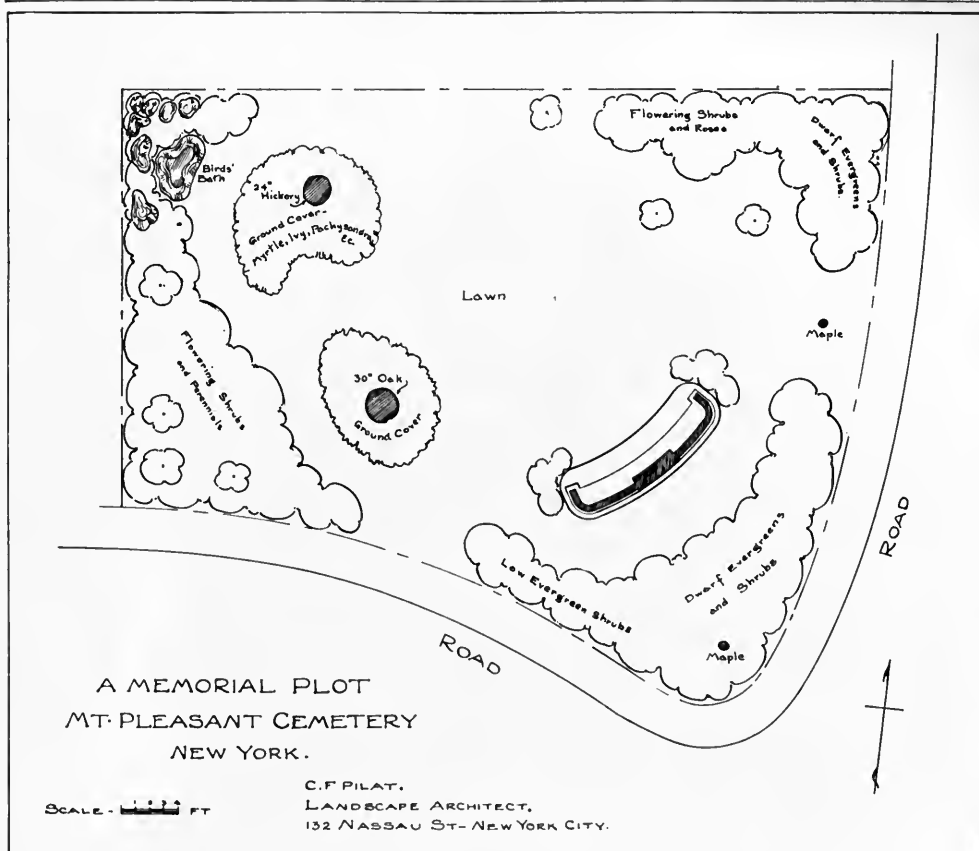 Flowering Shrubs
and Roses
Dwarf Evergreens
and Shrubs.
Birds'
Bath
24"
Hickory
Ground Cover-
Myrtle, Ivy, Pachysandra,
Ec.
Lawn
Maple
Flowering Shrubs
and Perennials
30" Oak
Ground Cover
ROAD
Low Evergreen Shrubs
Dwarf Evergreens
and Shrubs
Maple
ROAD
A MEMORIAL PLOT
MT. PLEASANT CEMETERY
NEW YORK.
C.F PILAT.
SCALE - FT
LANDSCAPE ARCHITECT.
132 NASSAU ST- NEW YORK CITY.